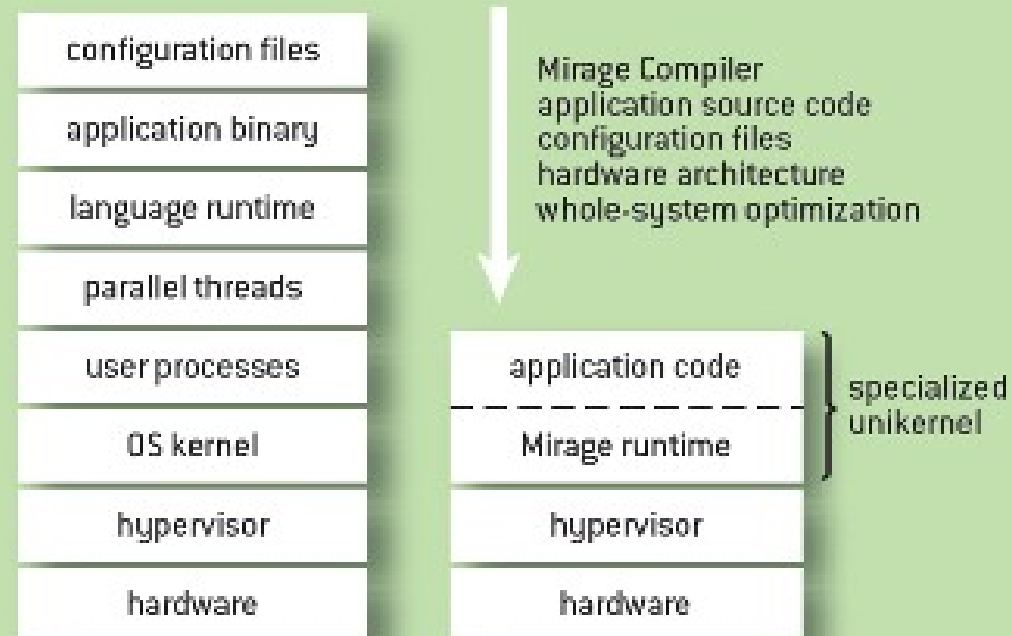 configuration files
application binary
language runtime
parallel threads
user processes
OS kernel
hypervisor
hardware
Mirage Compiler
application source code
configuration files
hardware architecture
whole-system optimization
application code
Mirage runtime
hypervisor
hardware
specialized
unikernel